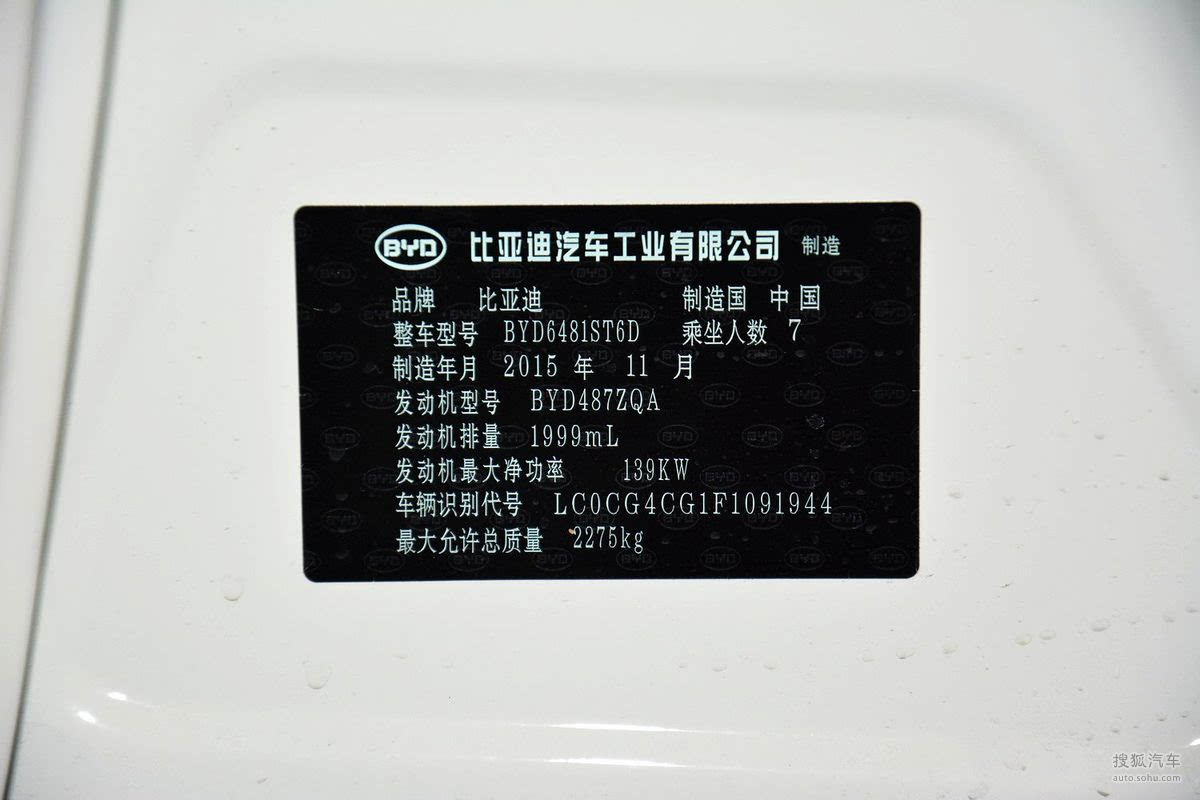 BYD 比亚迪汽车工业有限公司 制造
品牌 比亚迪 制造国 中国
整车型号 BYD6481ST6D 乘坐人数 7
制造年月 2015 年 11 月
发动机型号 BYD487ZQA
发动机排量 1999mL
发动机最大净功率 139KW
车辆识别代号 LC0CG4CG1F1091944
最大允许总质量 2275kg
搜狐汽车
auto.sohu.com